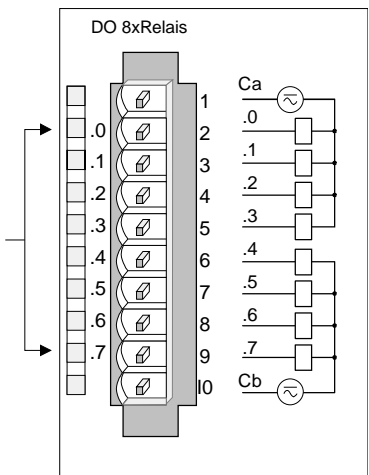 DO 8xRelais
1 Ca
.0 2 .0
.1 3 .1
.2 4 .2
.3 5 .3
.4 6 .4
.5 7 .5
.6 8 .6
.7 9 .7
I0 Cb